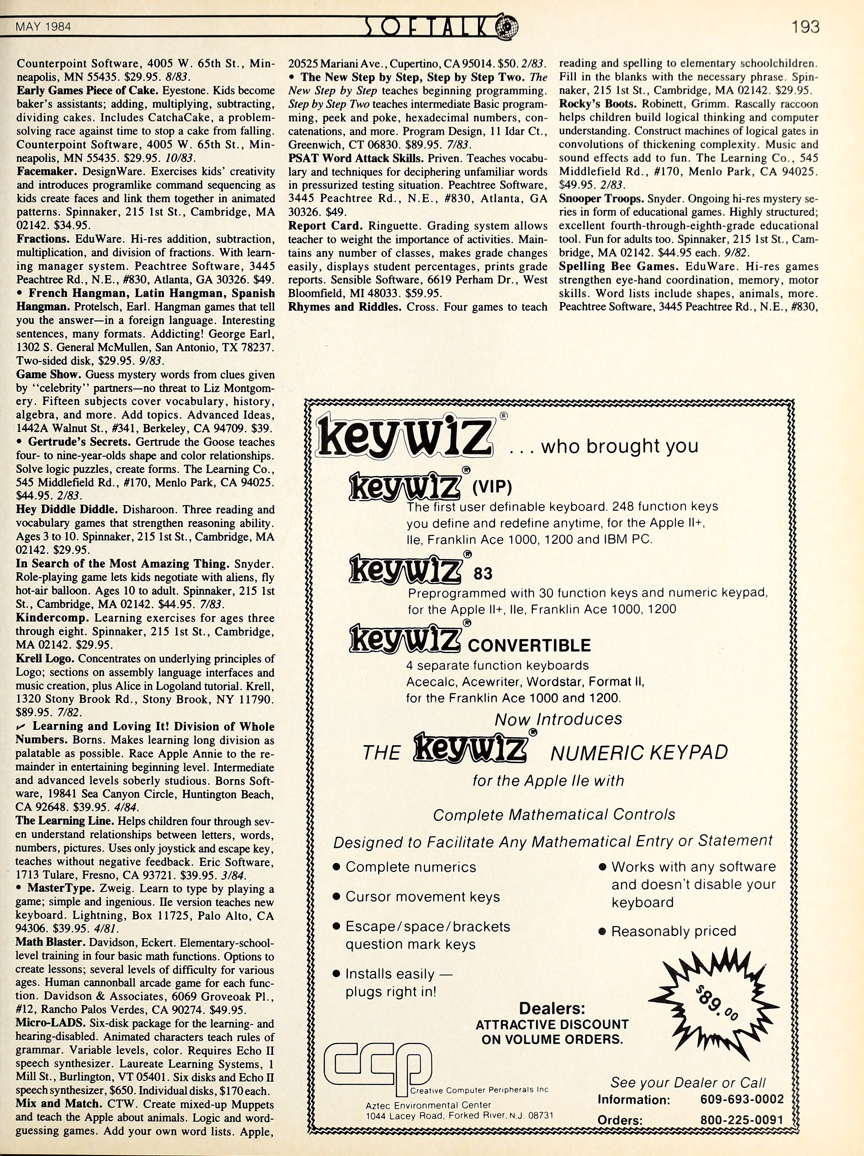 MAY 1984
SOFTALK
193
Counterpoint Software, 4005 W. 65th St., Min-
neapolis, MN 55435. $29.95. 8/83.
Early Games Piece of Cake. Eyestone. Kids become
baker's assistants; adding, multiplying, subtracting,
dividing cakes. Includes CatchaCake, a problem-
solving race against time to stop a cake from falling.
Counterpoint Software, 4005 W. 65th St., Min-
neapolis, MN 55435. $29.95. 10/83.
Facemaker. DesignWare. Exercises kids' creativity
and introduces programlike command sequencing as
kids create faces and link them together in animated
patterns. Spinnaker, 215 1st St., Cambridge, MA
02142. $34.95.
Fractions. EduWare. Hi-res addition, subtraction,
multiplication, and division of fractions. With learn-
ing manager system. Peachtree Software, 3445
Peachtree Rd., N.E., #830, Atlanta, GA 30326. $49.
• French Hangman, Latin Hangman, Spanish
Hangman. Protelsch, Earl. Hangman games that tell
you the answer—in a foreign language. Interesting
sentences, many formats. Addicting! George Earl,
1302 S. General McMullen, San Antonio, TX 78237.
Two-sided disk, $29.95. 9/83.
Game Show. Guess mystery words from clues given
by "celebrity" partners—no threat to Liz Montgom-
ery. Fifteen subjects cover vocabulary, history,
algebra, and more. Add topics. Advanced Ideas,
1442A Walnut St., #341, Berkeley, CA 94709. $39.
• Gertrude's Secrets. Gertrude the Goose teaches
four- to nine-year-olds shape and color relationships.
Solve logic puzzles, create forms. The Learning Co.,
545 Middlefield Rd., #170, Menlo Park, CA 94025.
$44.95. 2/83.
Hey Diddle Diddle. Disharoon. Three reading and
vocabulary games that strengthen reasoning ability.
Ages 3 to 10. Spinnaker, 215 1st St., Cambridge, MA
02142. $29.95.
In Search of the Most Amazing Thing. Snyder.
Role-playing game lets kids negotiate with aliens, fly
hot-air balloon. Ages 10 to adult. Spinnaker, 215 1st
St., Cambridge, MA 02142. $44.95. 7/83.
Kindercomp. Learning exercises for ages three
through eight. Spinnaker, 215 1st St., Cambridge,
MA 02142. $29.95.
Krell Logo. Concentrates on underlying principles of
Logo; sections on assembly language interfaces and
music creation, plus Alice in Logoland tutorial. Krell,
1320 Stony Brook Rd., Stony Brook, NY 11790.
$89.95. 7/82.
✓ Learning and Loving It! Division of Whole
Numbers. Borns. Makes learning long division as
palatable as possible. Race Apple Annie to the re-
mainder in entertaining beginning level. Intermediate
and advanced levels soberly studious. Borns Soft-
ware, 19841 Sea Canyon Circle, Huntington Beach,
CA 92648. $39.95. 4/84.
The Learning Line. Helps children four through sev-
en understand relationships between letters, words,
numbers, pictures. Uses only joystick and escape key,
teaches without negative feedback. Eric Software,
1713 Tulare, Fresno, CA 93721. $39.95. 3/84.
• MasterType. Zweig. Learn to type by playing a
game; simple and ingenious. IIe version teaches new
keyboard. Lightning, Box 11725, Palo Alto, CA
94306. $39.95. 4/81.
Math Blaster. Davidson, Eckert. Elementary-school-
level training in four basic math functions. Options to
create lessons; several levels of difficulty for various
ages. Human cannonball arcade game for each func-
tion. Davidson & Associates, 6069 Groveoak Pl.,
#12, Rancho Palos Verdes, CA 90274. $49.95.
Micro-LADS. Six-disk package for the learning- and
hearing-disabled. Animated characters teach rules of
grammar. Variable levels, color. Requires Echo II
speech synthesizer. Laureate Learning Systems, 1
Mill St., Burlington, VT 05401. Six disks and Echo II
speech synthesizer, $650. Individual disks, $170 each.
Mix and Match. CTW. Create mixed-up Muppets
and teach the Apple about animals. Logic and word-
guessing games. Add your own word lists. Apple,
20525 Mariani Ave., Cupertino, CA 95014. $50. 2/83.
• The New Step by Step, Step by Step Two. The
New Step by Step teaches beginning programming.
Step by Step Two teaches intermediate Basic program-
ming, peek and poke, hexadecimal numbers, con-
catenations, and more. Program Design, 11 Idar Ct.,
Greenwich, CT 06830. $89.95. 7/83.
PSAT Word Attack Skills. Priven. Teaches vocabu-
lary and techniques for deciphering unfamiliar words
in pressurized testing situation. Peachtree Software,
3445 Peachtree Rd., N.E., #830, Atlanta, GA
30326. $49.
Report Card. Ringuette. Grading system allows
teacher to weight the importance of activities. Main-
tains any number of classes, makes grade changes
easily, displays student percentages, prints grade
reports. Sensible Software, 6619 Perham Dr., West
Bloomfield, MI 48033. $59.95.
Rhymes and Riddles. Cross. Four games to teach
reading and spelling to elementary schoolchildren.
Fill in the blanks with the necessary phrase. Spin-
naker, 215 1st St., Cambridge, MA 02142. $29.95.
Rocky's Boots. Robinett, Grimm. Rascally raccoon
helps children build logical thinking and computer
understanding. Construct machines of logical gates in
convolutions of thickening complexity. Music and
sound effects add to fun. The Learning Co., 545
Middlefield Rd., #170, Menlo Park, CA 94025.
$49.95. 2/83.
Snooper Troops. Snyder. Ongoing hi-res mystery se-
ries in form of educational games. Highly structured;
excellent fourth-through-eighth-grade educational
tool. Fun for adults too. Spinnaker, 215 1st St., Cam-
bridge, MA 02142. $44.95 each. 9/82.
Spelling Bee Games. EduWare. Hi-res games
strengthen eye-hand coordination, memory, motor
skills. Word lists include shapes, animals, more.
Peachtree Software, 3445 Peachtree Rd., N.E., #830,
keywiz® ... who brought you
keywiz® (VIP)
The first user definable keyboard. 248 function keys
you define and redefine anytime, for the Apple II+,
IIe, Franklin Ace 1000, 1200 and IBM PC.
keywiz® 83
Preprogrammed with 30 function keys and numeric keypad,
for the Apple II+, IIe, Franklin Ace 1000, 1200
keywiz® CONVERTIBLE
4 separate function keyboards
Acecalc, Acewriter, Wordstar, Format II,
for the Franklin Ace 1000 and 1200.
Now Introduces
THE keywiz® NUMERIC KEYPAD
for the Apple IIe with
Complete Mathematical Controls
Designed to Facilitate Any Mathematical Entry or Statement
• Complete numerics
• Cursor movement keys
• Escape/space/brackets
question mark keys
• Installs easily —
plugs right in!
• Works with any software
and doesn't disable your
keyboard
• Reasonably priced
$89.00
Dealers:
ATTRACTIVE DISCOUNT
ON VOLUME ORDERS.
ccp
Creative Computer Peripherals Inc.
Aztec Environmental Center
1044 Lacey Road, Forked River, N.J. 08731
See your Dealer or Call
Information: 609-693-0002
Orders: 800-225-0091